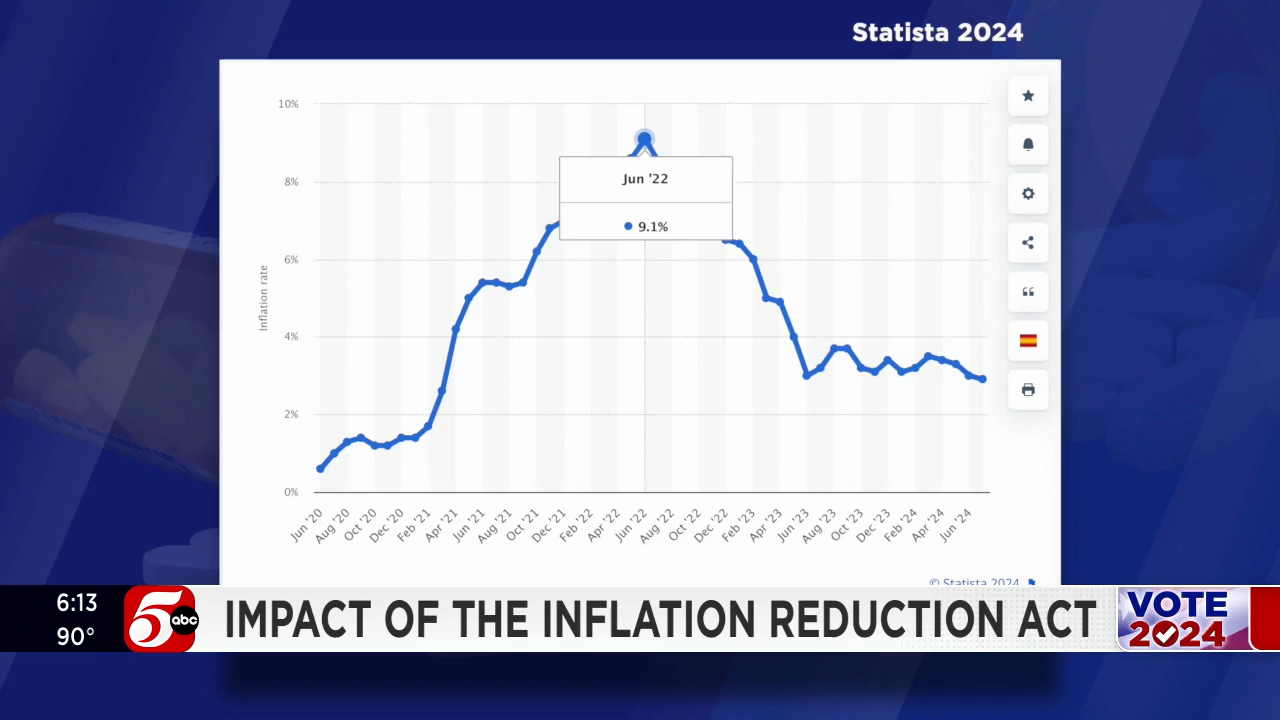 Statista 2024
10%
8%
6%
4%
2%
0%
Inflation rate
Jun '22
9.1%
Jun '20
Aug '20
Oct '20
Dec '20
Feb '21
Apr '21
Jun '21
Aug '21
Oct '21
Dec '21
Feb '22
Apr '22
Jun '22
Aug '22
Oct '22
Dec '22
Feb '23
Apr '23
Jun '23
Aug '23
Oct '23
Dec '23
Feb '24
Apr '24
Jun '24
© Statista 2024
6:13
90°
5 abc
IMPACT OF THE INFLATION REDUCTION ACT
VOTE
2024